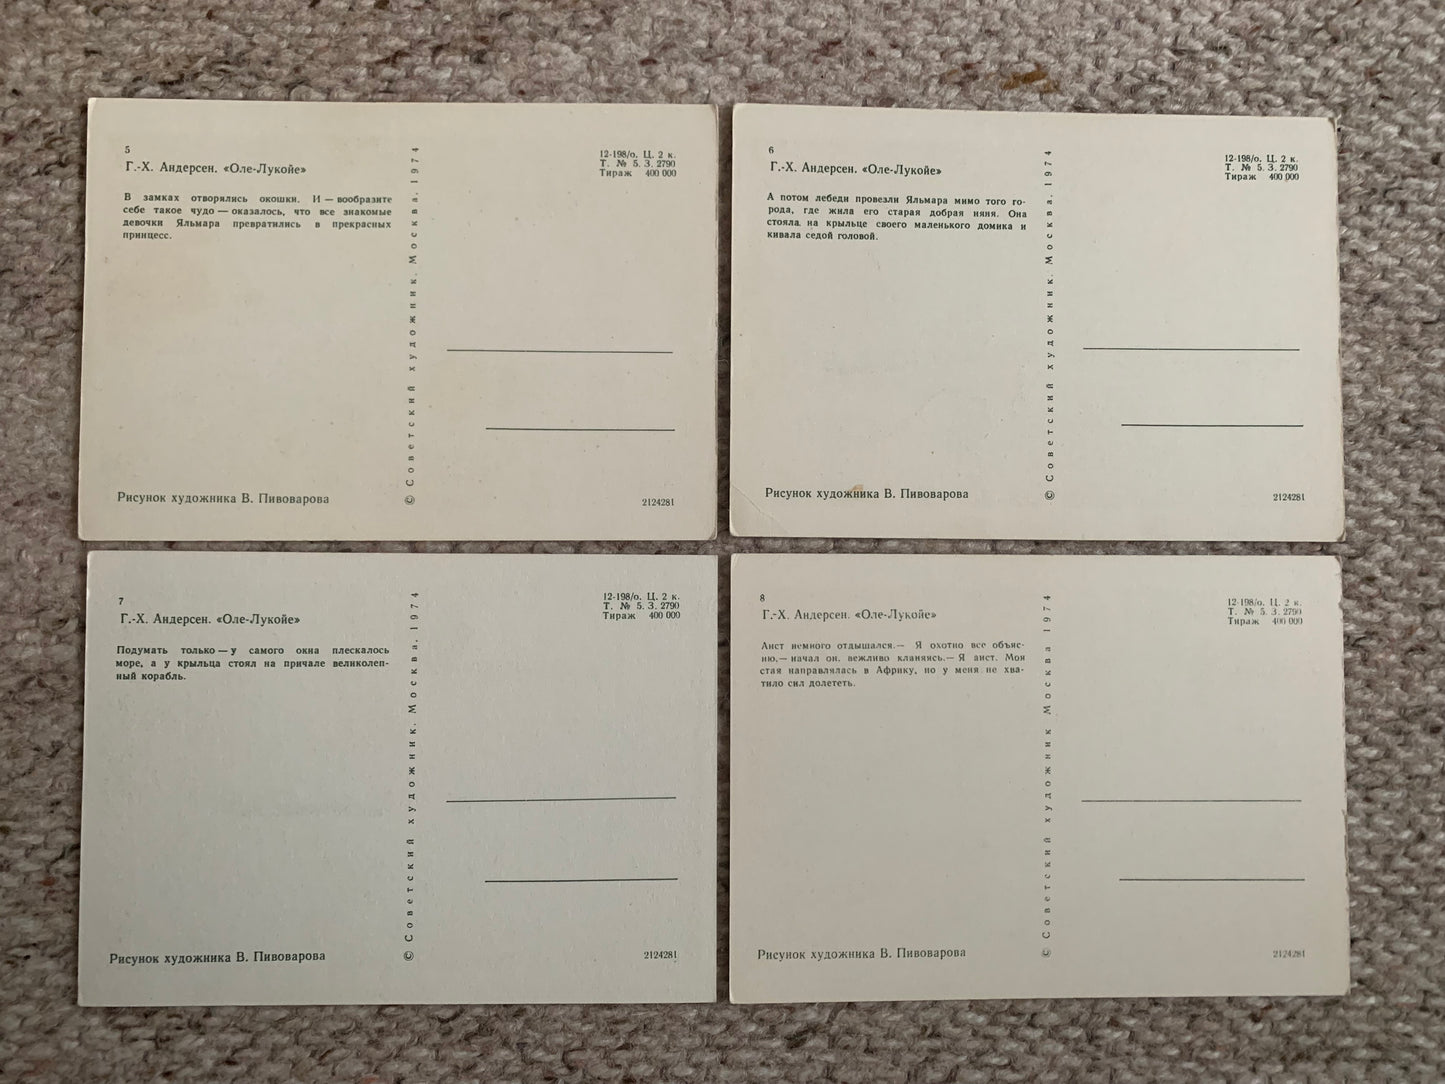 5
Г.-Х. Андерсен. «Оле-Лукойе»
12-198/о. Ц. 2 к.
Т. № 5. З. 2790
Тираж 400 000
В замках отворялись окошки. И — вообразите
себе такое чудо — оказалось, что все знакомые
девочки Яльмара превратились в прекрасных
принцесс.
© Советский художник. Москва. 1974
Рисунок художника В. Пивоварова
2124281
6
Г.-Х. Андерсен. «Оле-Лукойе»
12-198/о. Ц. 2 к.
Т. № 5. З. 2790
Тираж 400 000
А потом лебеди провезли Яльмара мимо того го-
рода, где жила его старая добрая няня. Она
стояла на крыльце своего маленького домика и
кивала седой головой.
© Советский художник. Москва. 1974
Рисунок художника В. Пивоварова
2124281
7
Г.-Х. Андерсен. «Оле-Лукойе»
12-198/о. Ц. 2 к.
Т. № 5. З. 2790
Тираж 400 000
Подумать только — у самого окна плескалось
море, а у крыльца стоял на причале великолеп-
ный корабль.
© Советский художник. Москва. 1974
Рисунок художника В. Пивоварова
2124281
8
Г.-Х. Андерсен. «Оле-Лукойе»
12-198/о. Ц. 2 к.
Т. № 5. З. 2790
Тираж 400 000
Аист немного отдышался.— Я охотно все объяс-
ню,— начал он, вежливо кланяясь.— Я аист. Моя
стая направлялась в Африку, но у меня не хва-
тило сил долететь.
© Советский художник Москва 1974
Рисунок художника В. Пивоварова
2124281